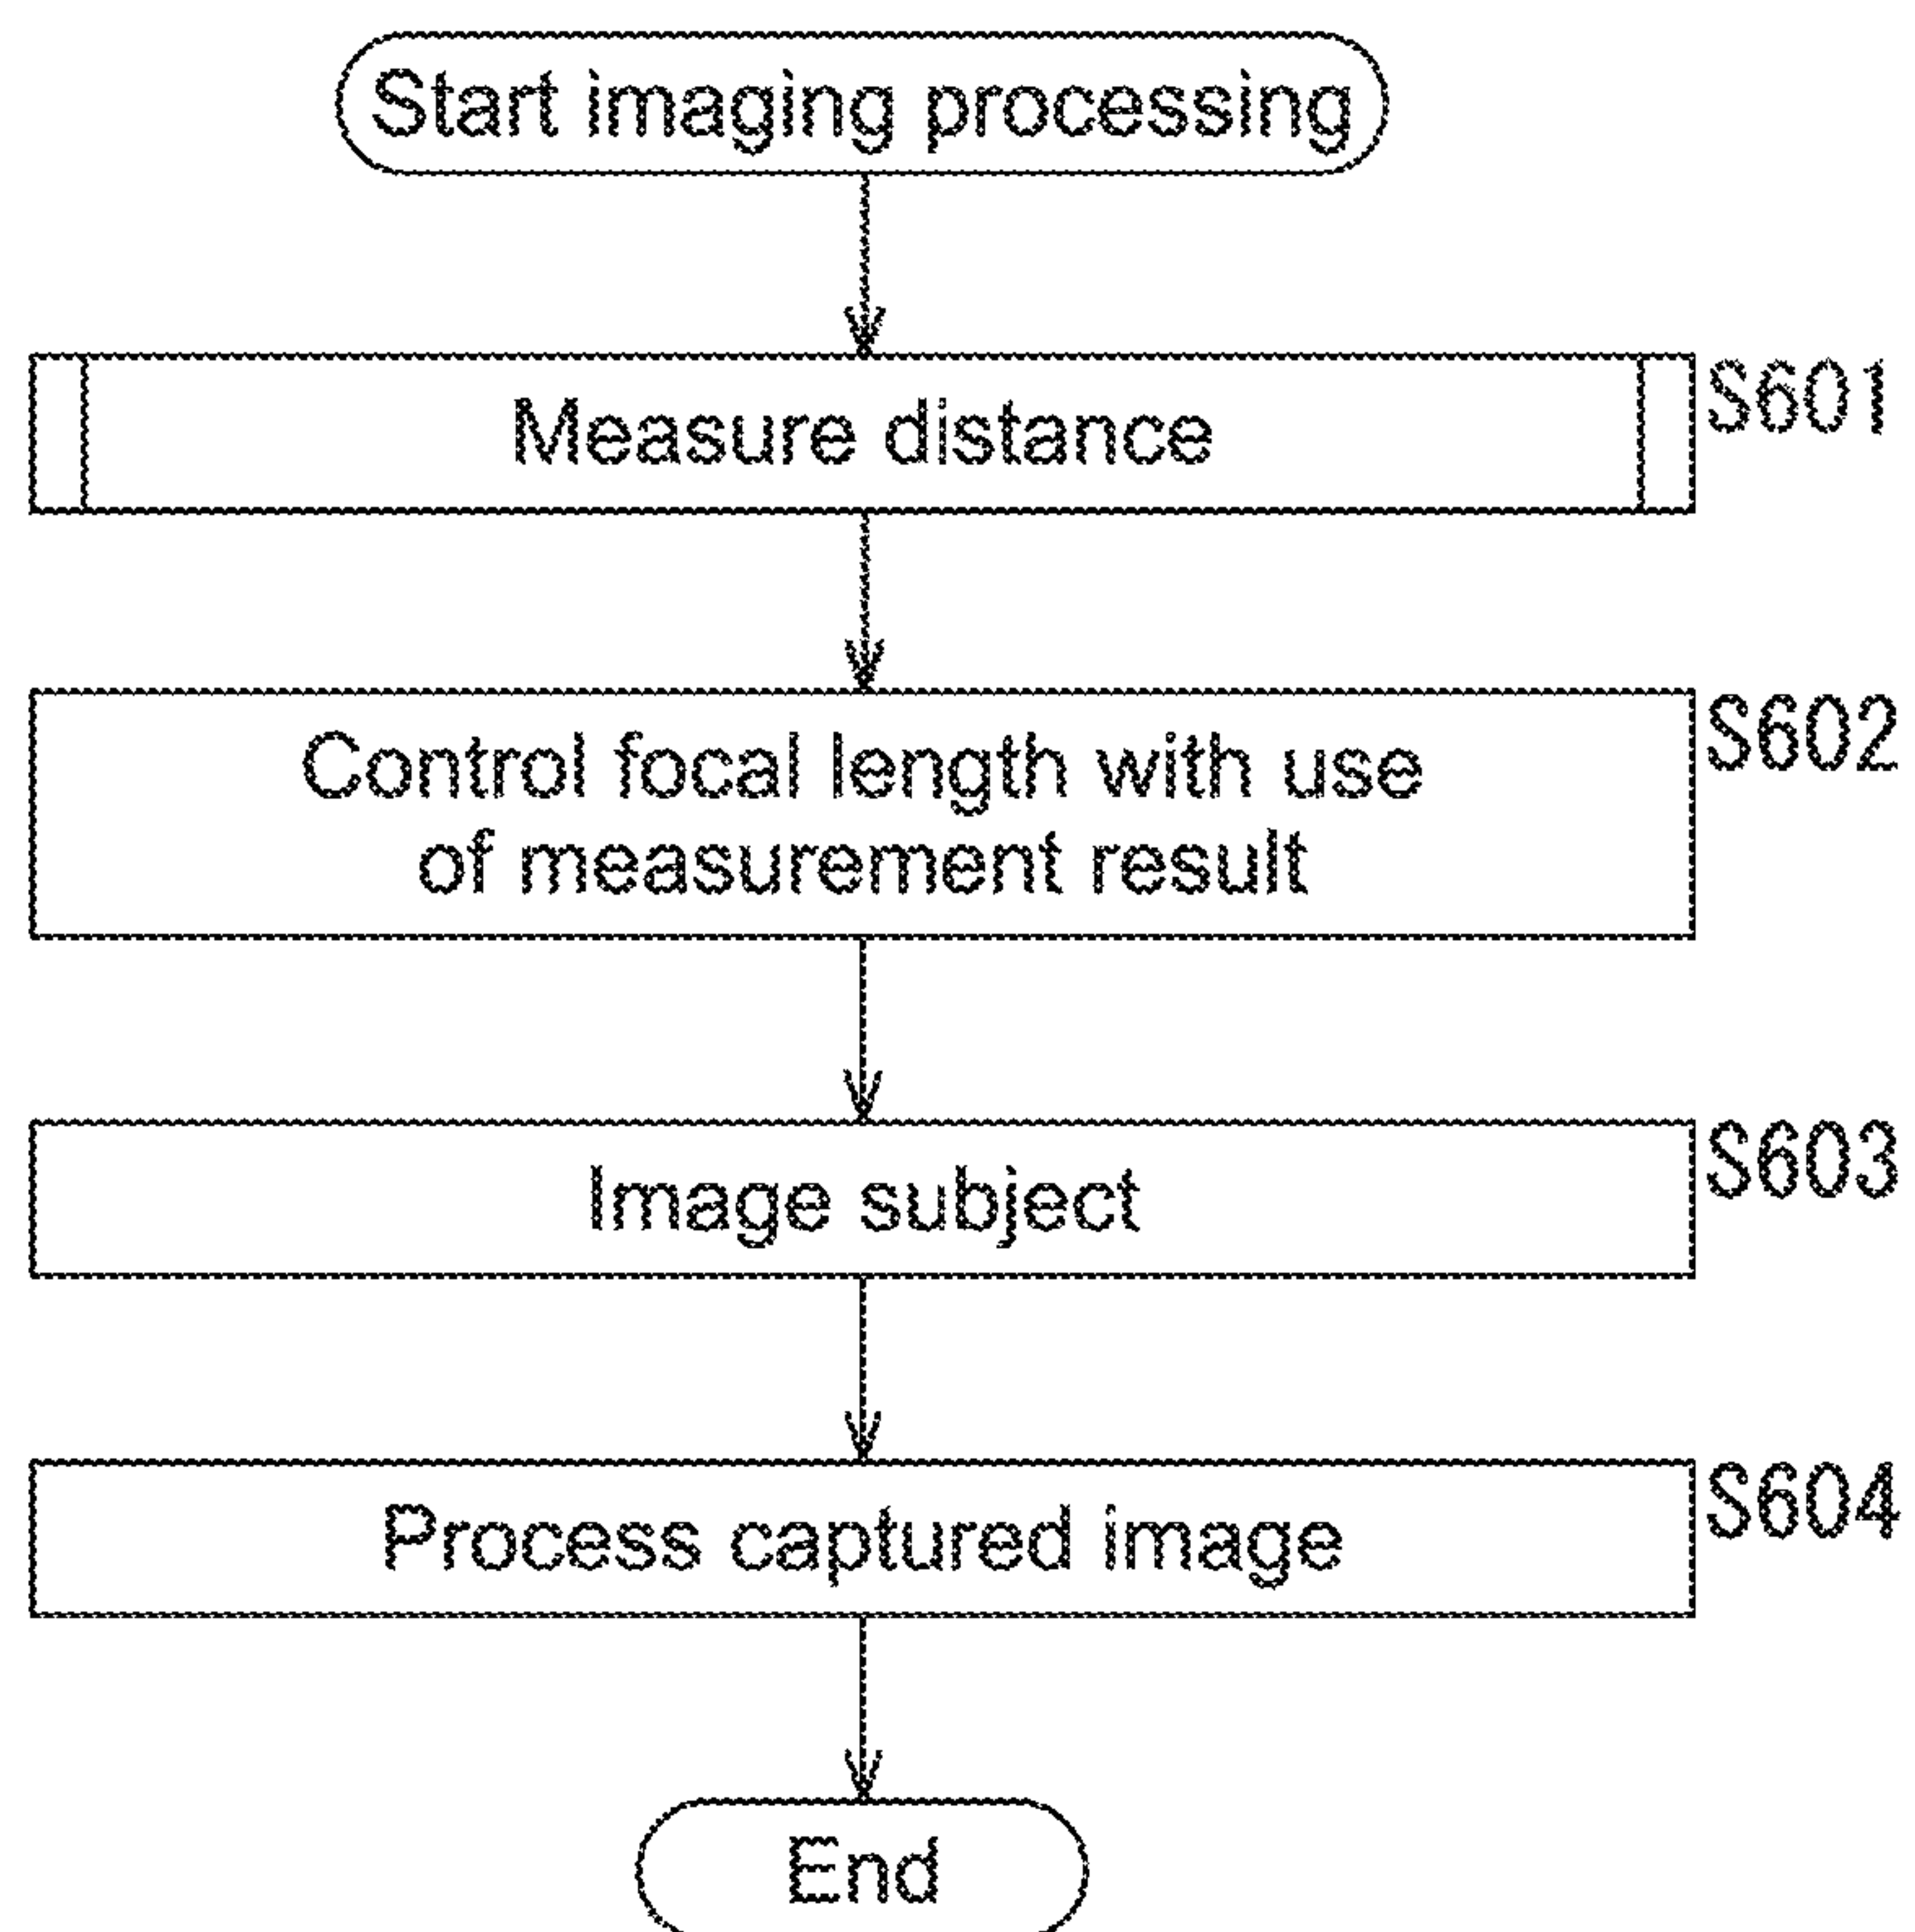 Start imaging processing
Measure distance
S601
Control focal length with use
of measurement result
S602
Image subject
S603
Process captured image
S604
End